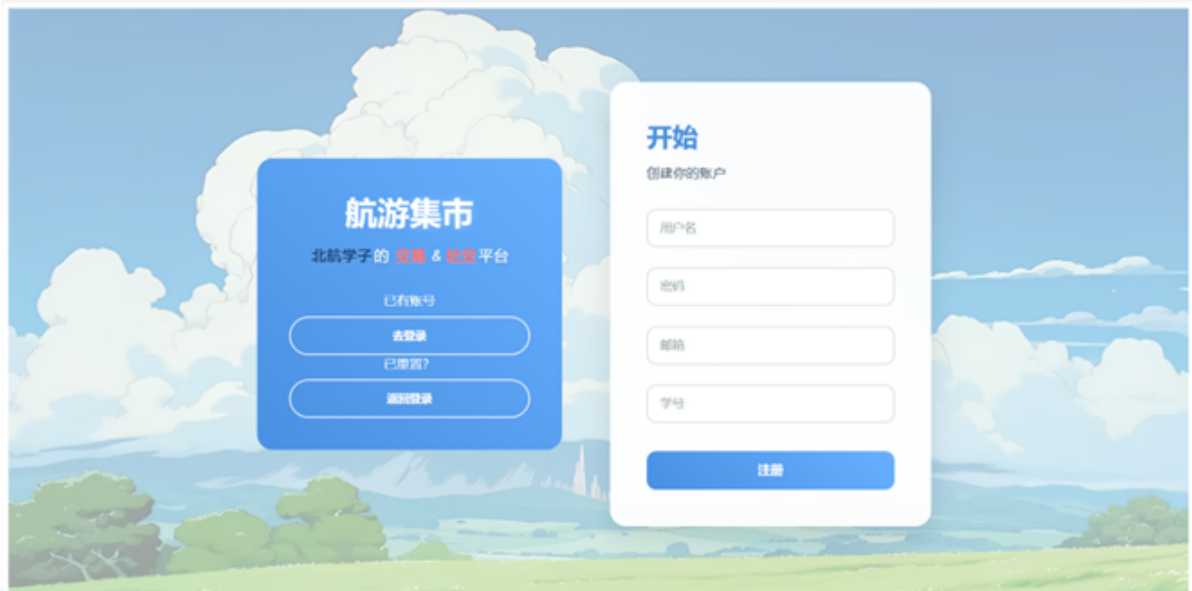 航游集市
北航学子的 交易 & 社交平台
已有账号
去登录
已重置？
返回登录
开始
创建你的账户
用户名
密码
邮箱
学号
注册